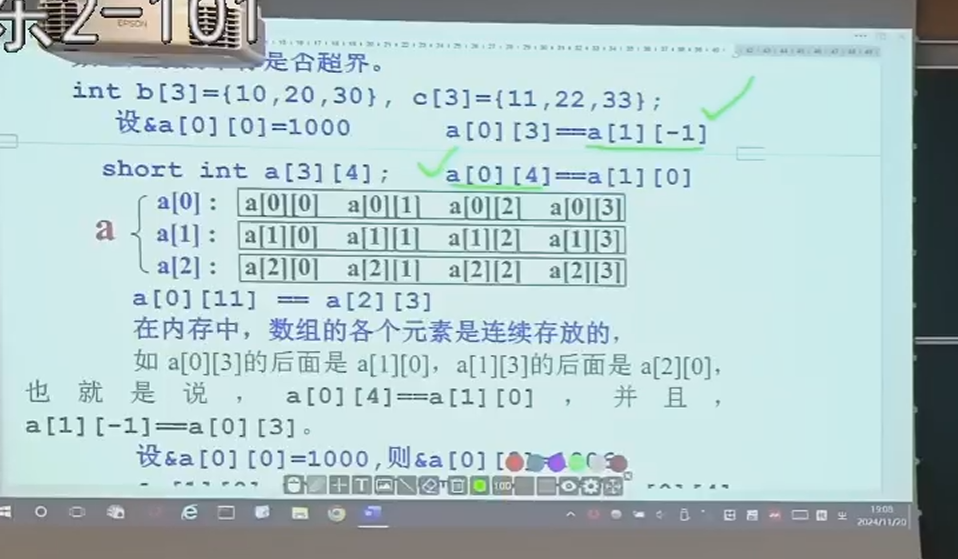 东2-101
EPSON
是否超界。
int b[3]={10,20,30}, c[3]={11,22,33};
设&a[0][0]=1000 a[0][3]==a[1][-1]
short int a[3][4]; a[0][4]==a[1][0]
a
a[0]: a[0][0] a[0][1] a[0][2] a[0][3]
a[1]: a[1][0] a[1][1] a[1][2] a[1][3]
a[2]: a[2][0] a[2][1] a[2][2] a[2][3]
a[0][11] == a[2][3]
在内存中，数组的各个元素是连续存放的，
如 a[0][3]的后面是 a[1][0]，a[1][3]的后面是 a[2][0]，
也就是说，a[0][4]==a[1][0]，并且，
a[1][-1]==a[0][3]。
设&a[0][0]=1000,则&a[0][
T 100
19:08
2024/11/20